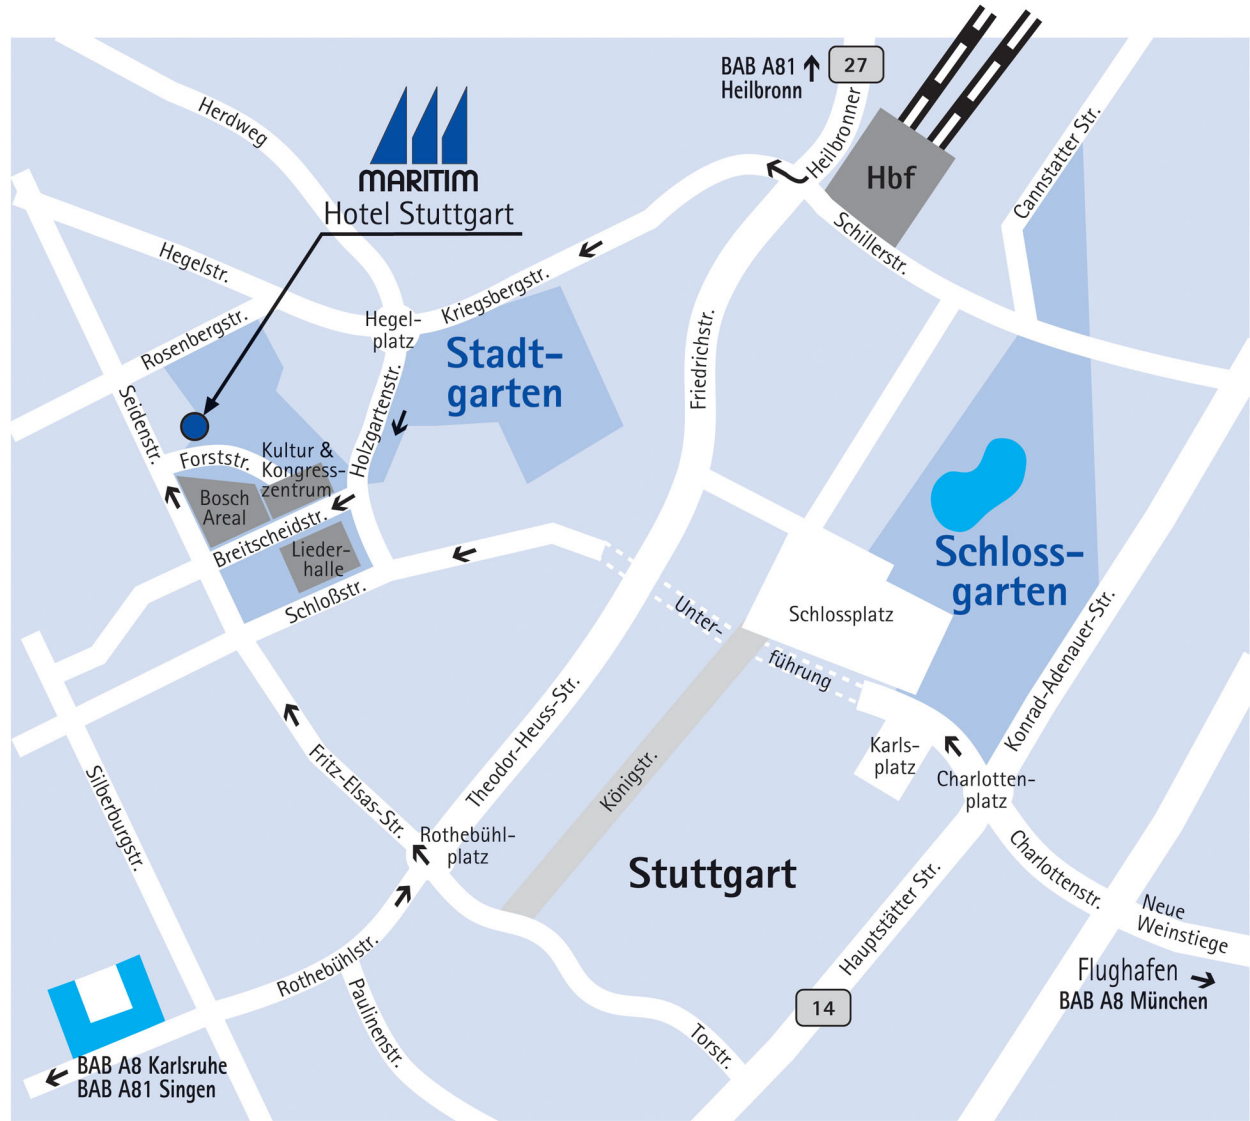 BAB A81
Heilbronn
27
Herdweg
Heilbronner
Cannstatter Str.
MARITIM
Hotel Stuttgart
Hbf
Schillerstr.
Hegelstr.
Kriegsbergstr.
Rosenbergstr.
Hegel-
platz
Friedrichstr.
Stadt-
garten
Seidenstr.
Holzgartenstr.
Forststr.
Kultur &
Kongress-
zentrum
Bosch
Areal
Breitscheidstr.
Lieder-
halle
Schloßstr.
Schloss-
garten
Schlossplatz
Unter-
führung
Konrad-Adenauer-Str.
Theodor-Heuss-Str.
Königstr.
Karls-
platz
Charlotten-
platz
Fritz-Elsas-Str.
Silberburgstr.
Rothebühl-
platz
Stuttgart
Charlottenstr.
Hauptstätter Str.
Neue
Weinstiege
Rothebühlstr.
Flughafen
BAB A8 München
Paulinenstr.
14
Torstr.
BAB A8 Karlsruhe
BAB A81 Singen